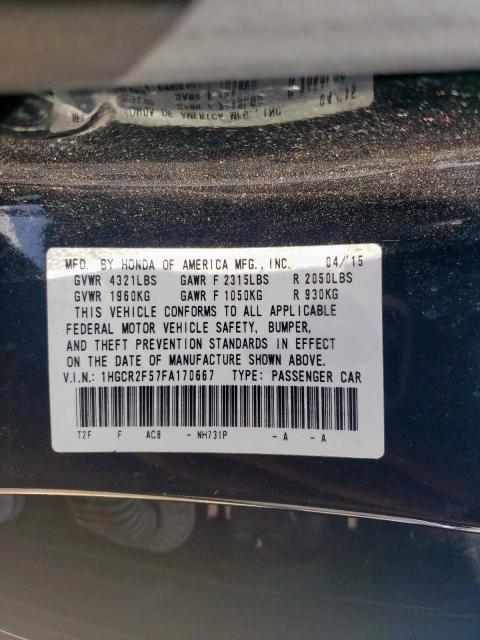 MFD. BY HONDA OF AMERICA MFG., INC. 04/15
GVWR 4321LBS GAWR F 2315LBS R 2050LBS
GVWR 1960KG GAWR F 1050KG R 930KG
THIS VEHICLE CONFORMS TO ALL APPLICABLE
FEDERAL MOTOR VEHICLE SAFETY, BUMPER,
AND THEFT PREVENTION STANDARDS IN EFFECT
ON THE DATE OF MANUFACTURE SHOWN ABOVE.
V.I.N.: 1HGCR2F57FA170667 TYPE: PASSENGER CAR
T2F F AC8 - NH731P - A - A